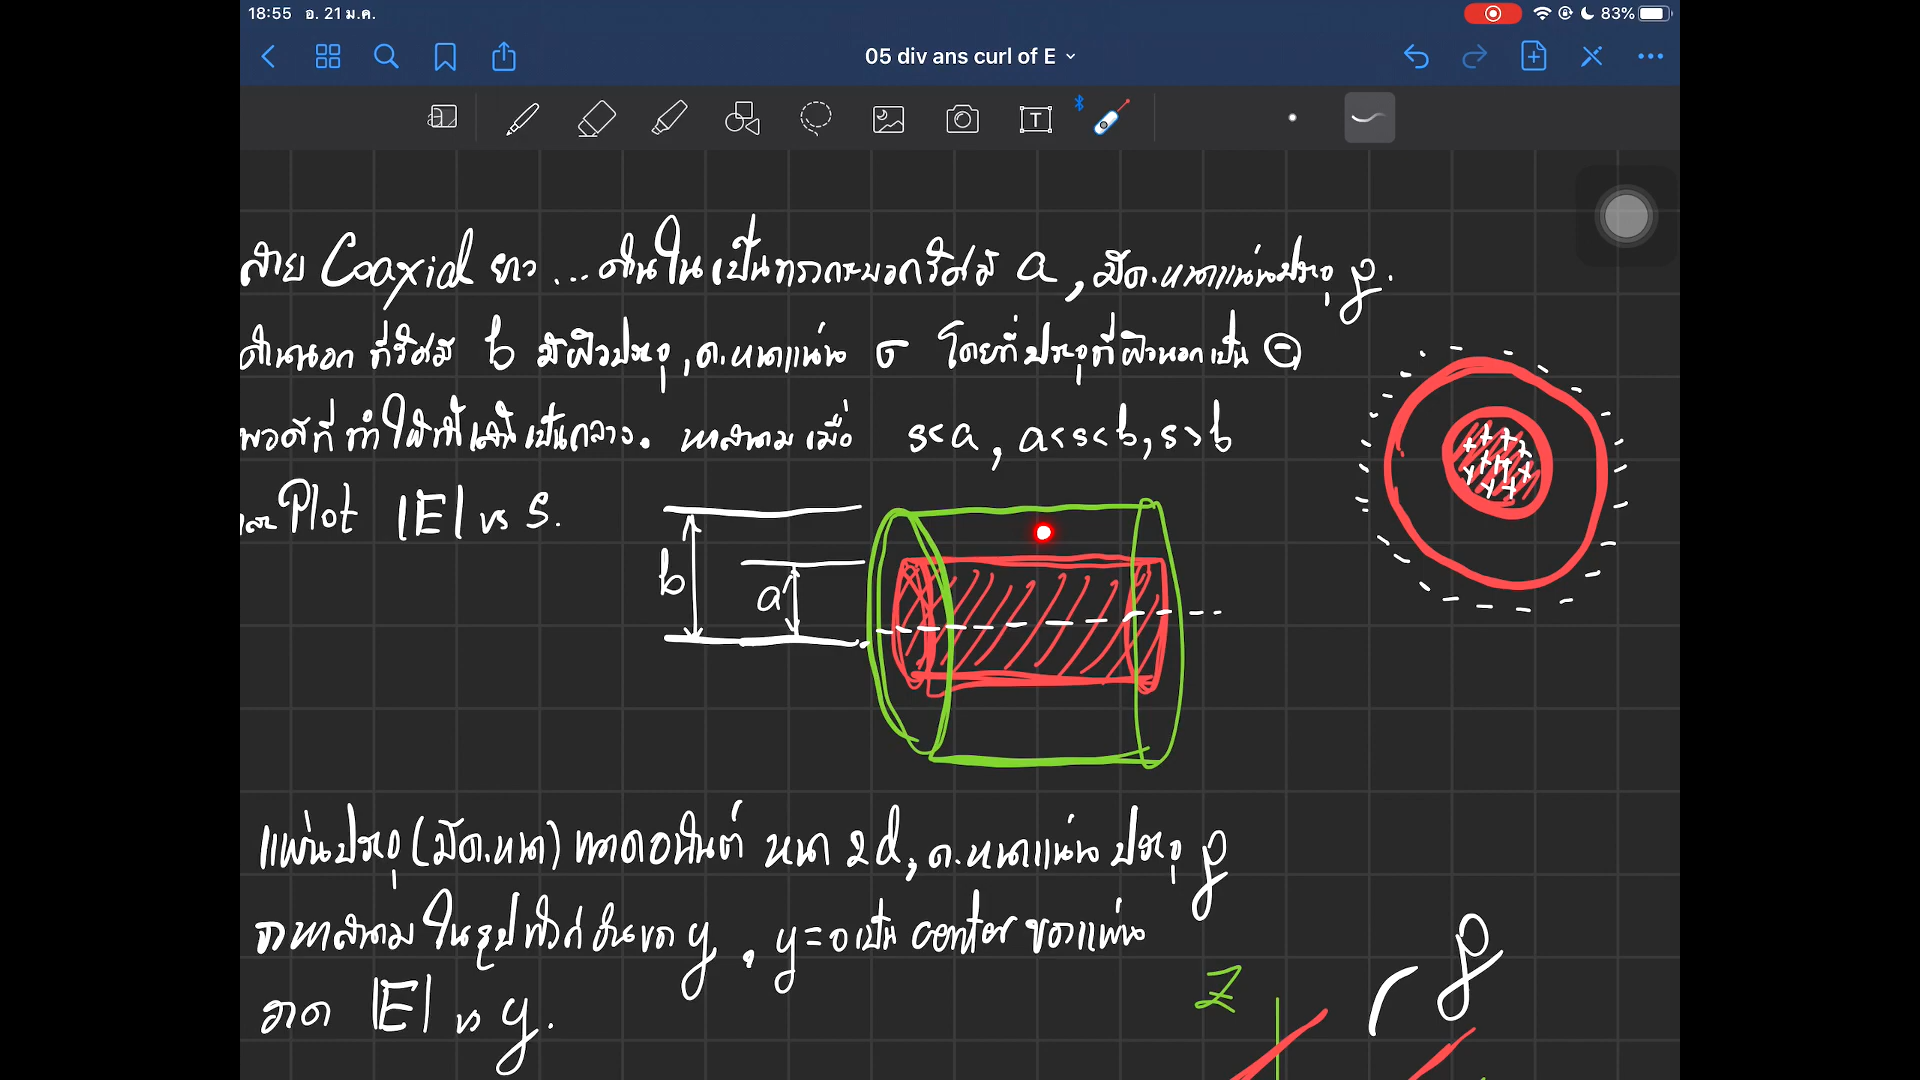 18:55 อ. 21 ม.ค.
83%
05 div ans curl of E
T
สาย Coaxial ยาว ... ด้านในเป็นทรงกระบอกรัศมี a, มีค.หนาแน่นประจุ ρ.
ด้านนอก ที่รัศมี b มีผิวประจุ, ค.หนาแน่น σ โดยที่ประจุที่ผิวนอกเป็น ⊖
พอดีที่ ทำให้ทั้งเส้นเป็นกลาง. หาสนามเมื่อ s<a, a<s<b, s>b
และ Plot |E| vs s.
b
a
แผ่นประจุ (มีค.หนา) ขนาดอนันต์ หนา 2d, ค.หนาแน่น ประจุ ρ
จงหาสนาม ในรูปฟังก์ชันของ y, y=0 เป็น center ของแผ่น
วาด |E| vs y.
z
ρ